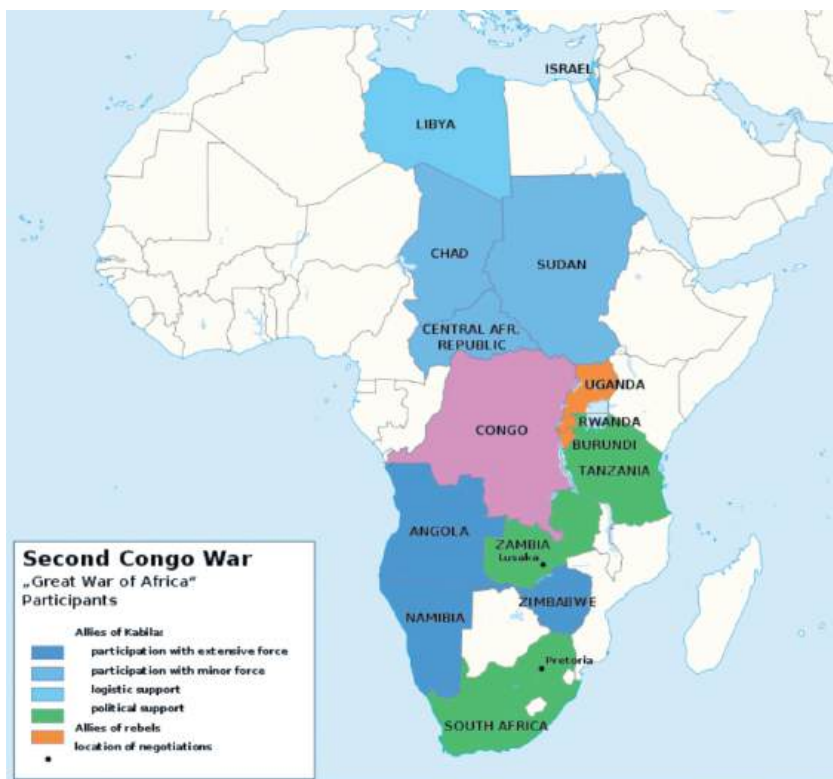 ISRAEL
LIBYA
CHAD
SUDAN
CENTRAL AFR.
REPUBLIC
UGANDA
RWANDA
CONGO
BURUNDI
TANZANIA
ANGOLA
ZAMBIA
Lusaka
NAMIBIA
ZIMBABWE
Pretoria
SOUTH AFRICA
Second Congo War
„Great War of Africa“
Participants
Allies of Kabila:
participation with extensive force
participation with minor force
logistic support
political support
Allies of rebels
location of negotiations